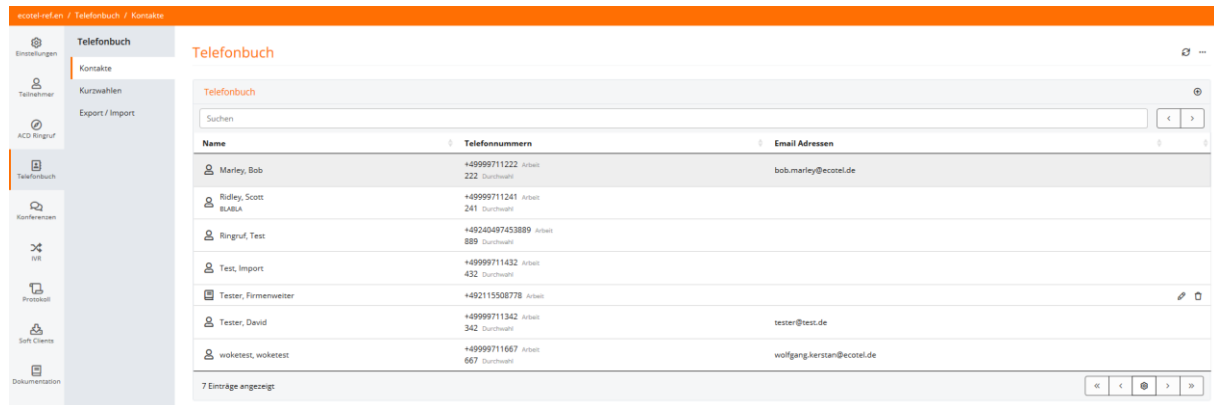 ecotel-ref.en / Telefonbuch / Kontakte
Einstellungen
Teilnehmer
ACD Ringruf
Telefonbuch
Konferenzen
IVR
Protokoll
Soft Clients
Dokumentation
Telefonbuch
Kontakte
Kurzwahlen
Export / Import
Telefonbuch
Telefonbuch
Suchen
Name Telefonnummern Email Adressen
Marley, Bob +49999711222 Arbeit bob.marley@ecotel.de
222 Durchwahl
Ridley, Scott +49999711241 Arbeit
BLABLA 241 Durchwahl
Ringruf, Test +49240497453889 Arbeit
889 Durchwahl
Test, Import +49999711432 Arbeit
432 Durchwahl
Tester, Firmenweiter +492115508778 Arbeit
Tester, David +49999711342 Arbeit tester@test.de
342 Durchwahl
woketest, woketest +49999711667 Arbeit wolfgang.kerstan@ecotel.de
667 Durchwahl
7 Einträge angezeigt